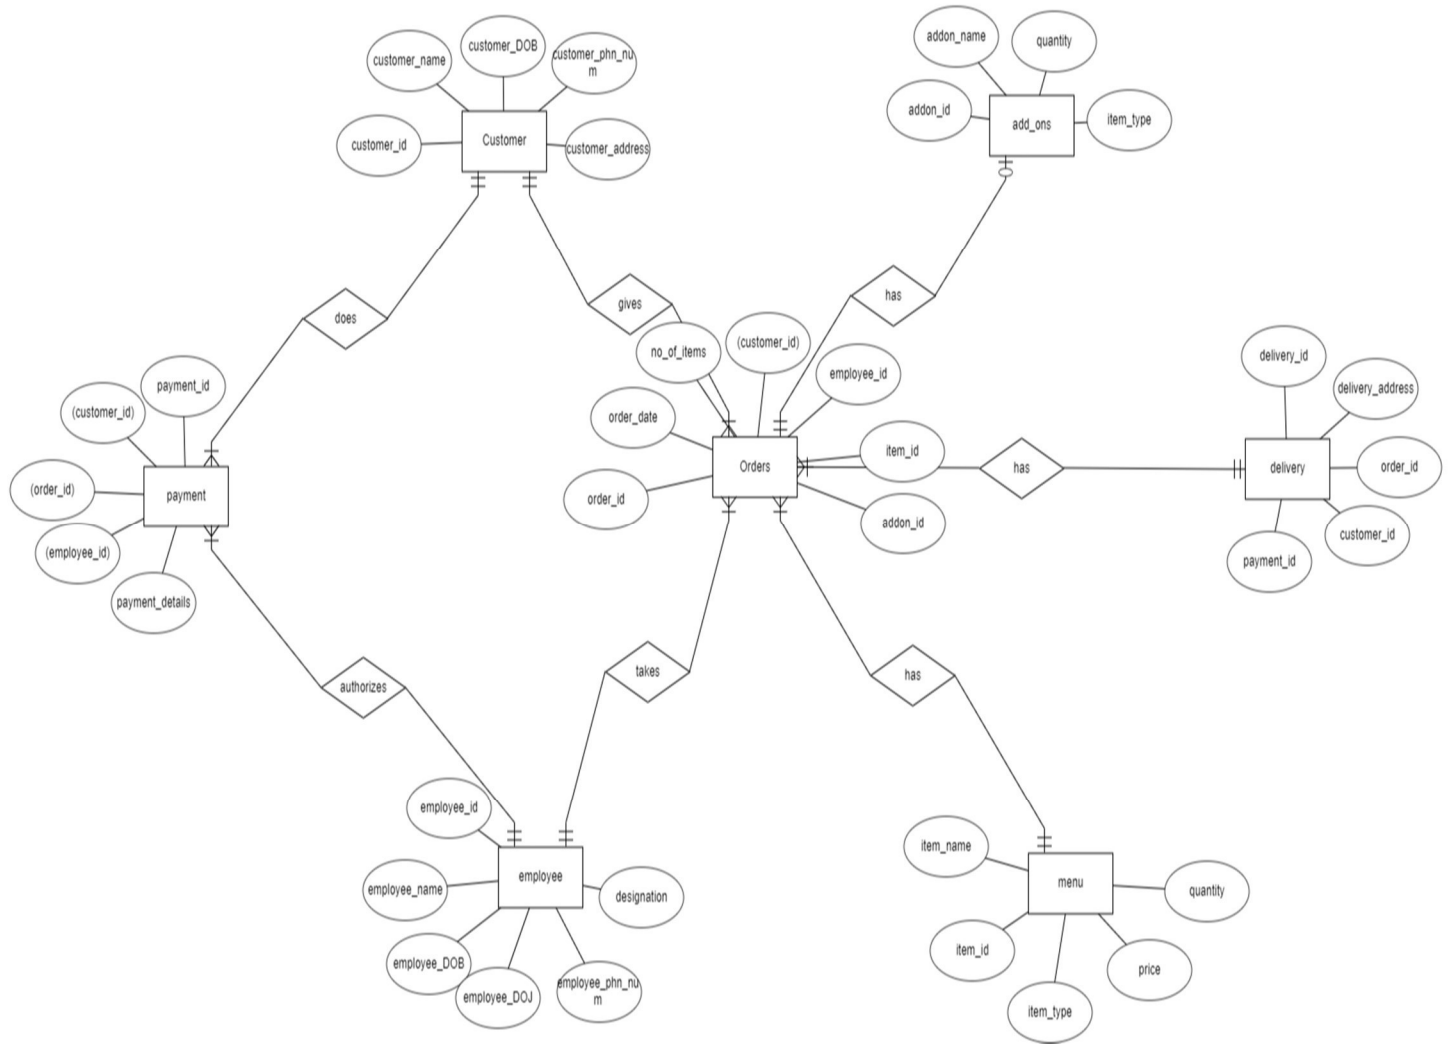 addon_name
quantity
customer_name
customer_DOB
customer_phn_nu
m
addon_id
add_ons
item_type
customer_id
Customer
customer_address
does
gives
has
no_of_items
(customer_id)
employee_id
delivery_id
delivery_address
payment_id
(customer_id)
order_date
item_id
(order_id)
payment
order_id
Orders
addon_id
has
delivery
order_id
customer_id
payment_id
(employee_id)
payment_details
authorizes
takes
has
employee_id
employee_name
employee
designation
employee_DOB
employee_DOJ
employee_phn_nu
m
item_name
menu
quantity
item_id
price
item_type